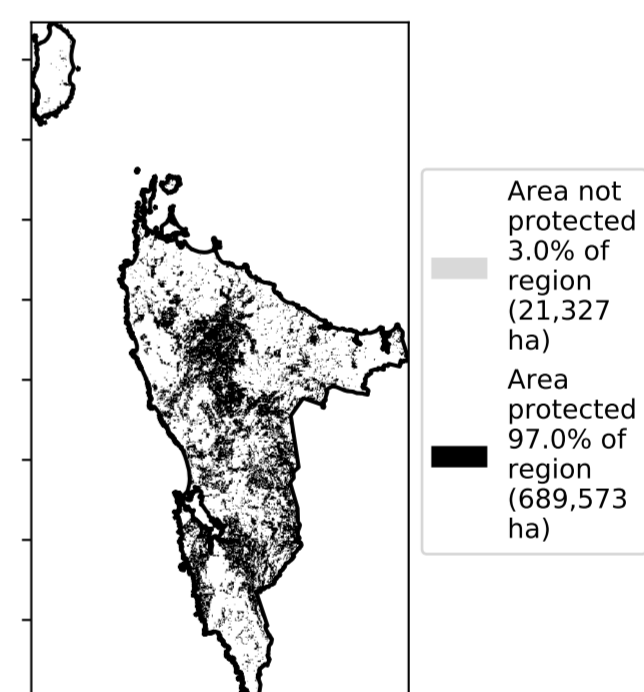 Area not
protected
3.0% of
region
(21,327
ha)
Area
protected
97.0% of
region
(689,573
ha)